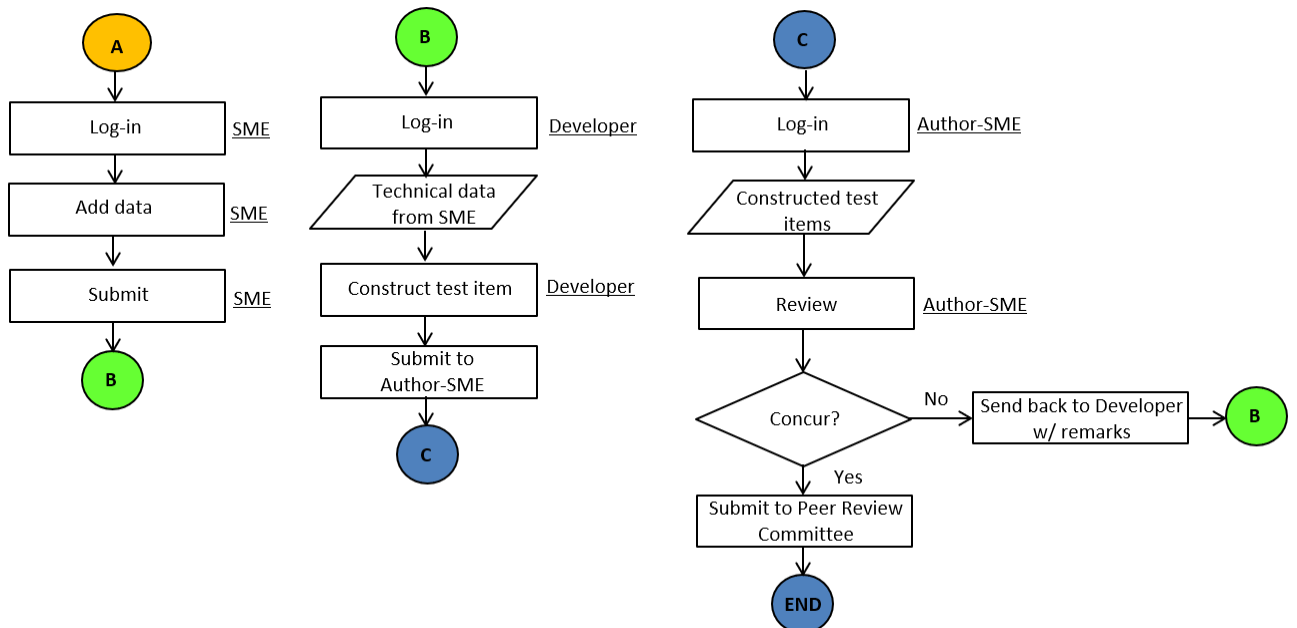 A
Log-in
SME
Add data
SME
Submit
SME
B
B
Log-in
Developer
Technical data
from SME
Construct test item
Developer
Submit to
Author-SME
C
C
Log-in
Author-SME
Constructed test
items
Review
Author-SME
Concur?
No
Send back to Developer
w/ remarks
B
Yes
Submit to Peer Review
Committee
END